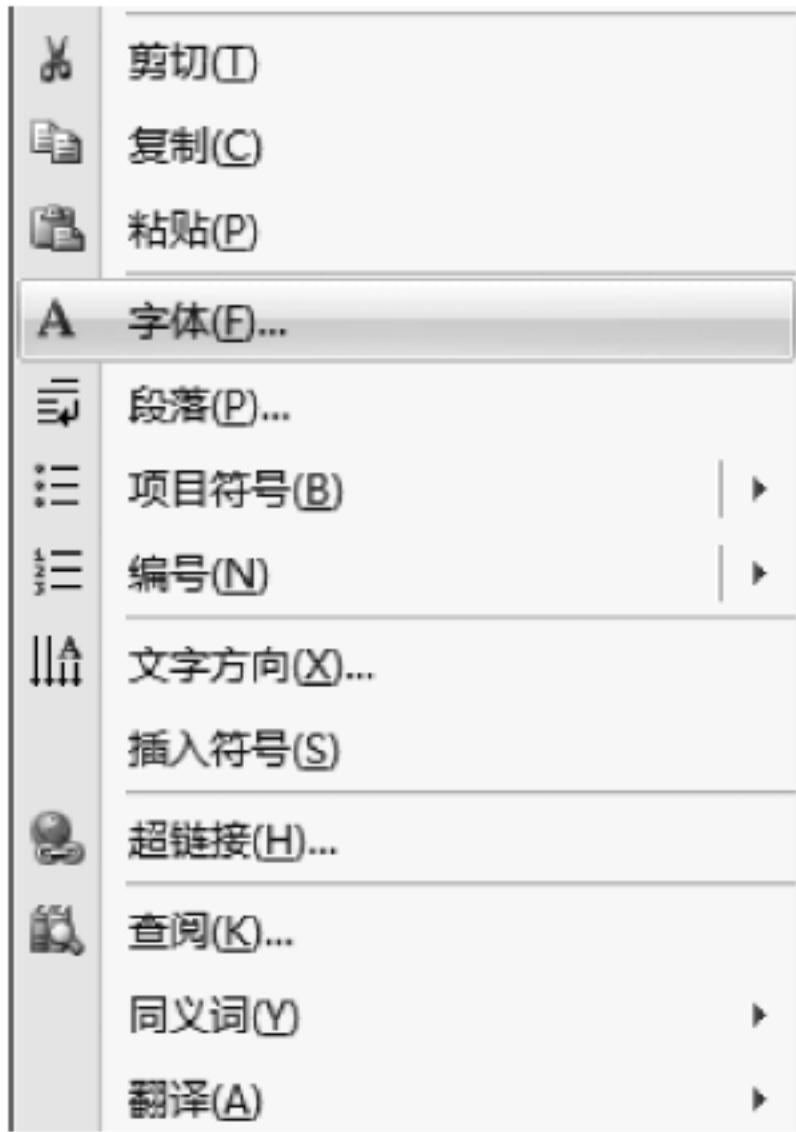 剪切(T)
复制(C)
粘贴(P)
字体(F)...
段落(P)...
项目符号(B)
编号(N)
文字方向(X)...
插入符号(S)
超链接(H)...
查阅(K)...
同义词(Y)
翻译(A)